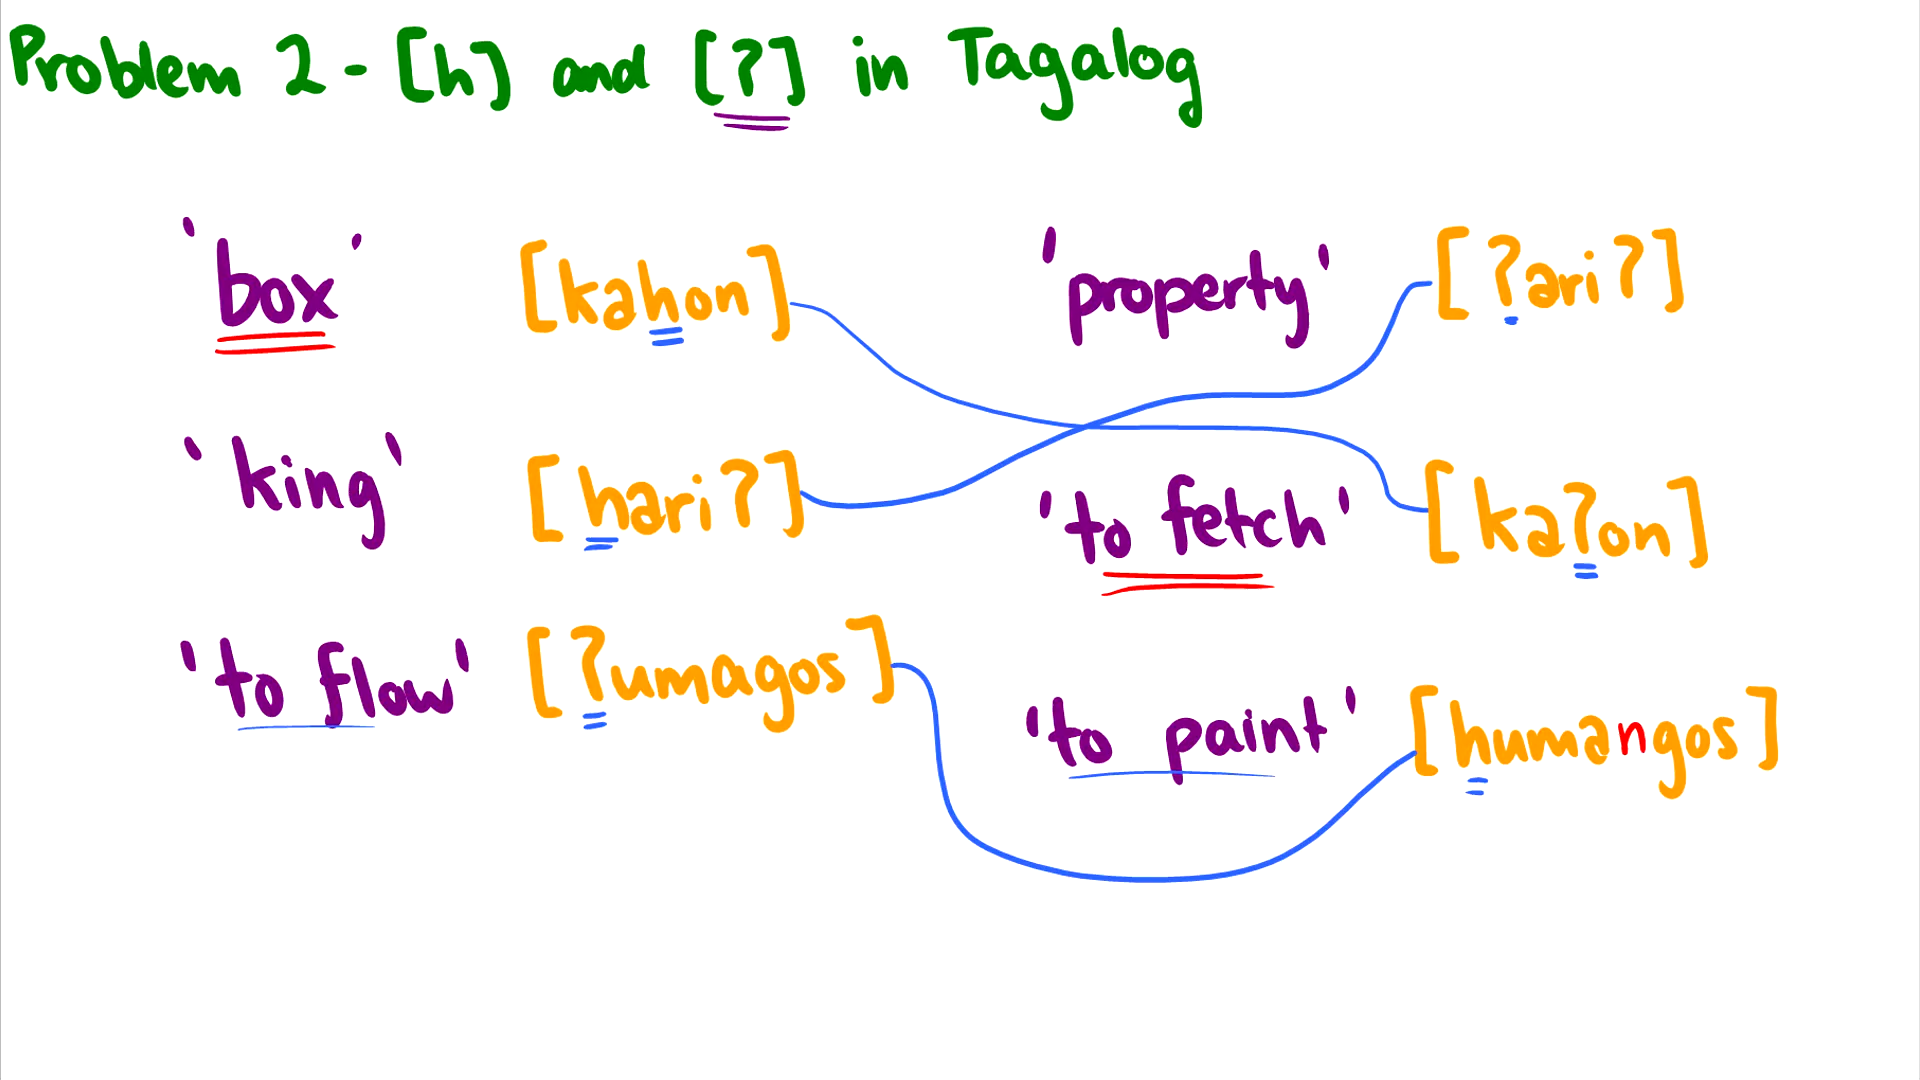 Problem 2 - [h] and [ʔ] in Tagalog
'box' [kahon] 'property' [ʔariʔ]
'king' [hariʔ] 'to fetch' [kaʔon]
'to flow' [ʔumagos] 'to paint' [humangos]